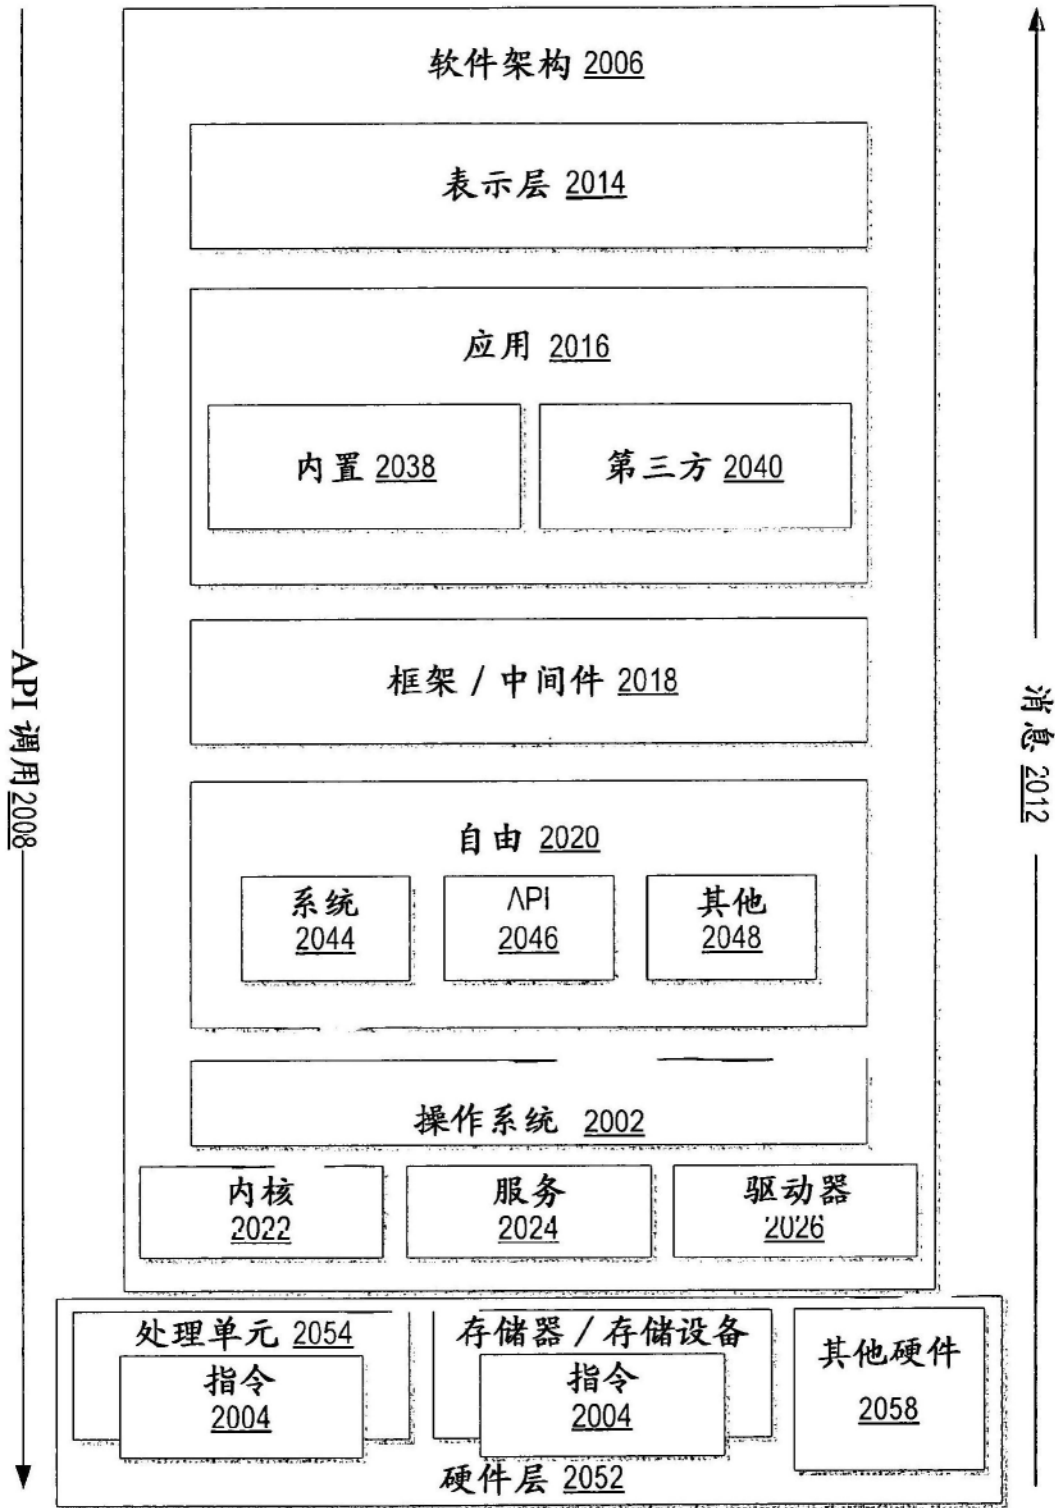 软件架构 2006
表示层 2014
应用 2016
内置 2038
第三方 2040
框架 / 中间件 2018
自由 2020
系统
2044
API
2046
其他
2048
操作系统 2002
内核
2022
服务
2024
驱动器
2026
处理单元 2054
指令
2004
存储器 / 存储设备
指令
2004
其他硬件
2058
硬件层 2052
API 调用2008
消息 2012